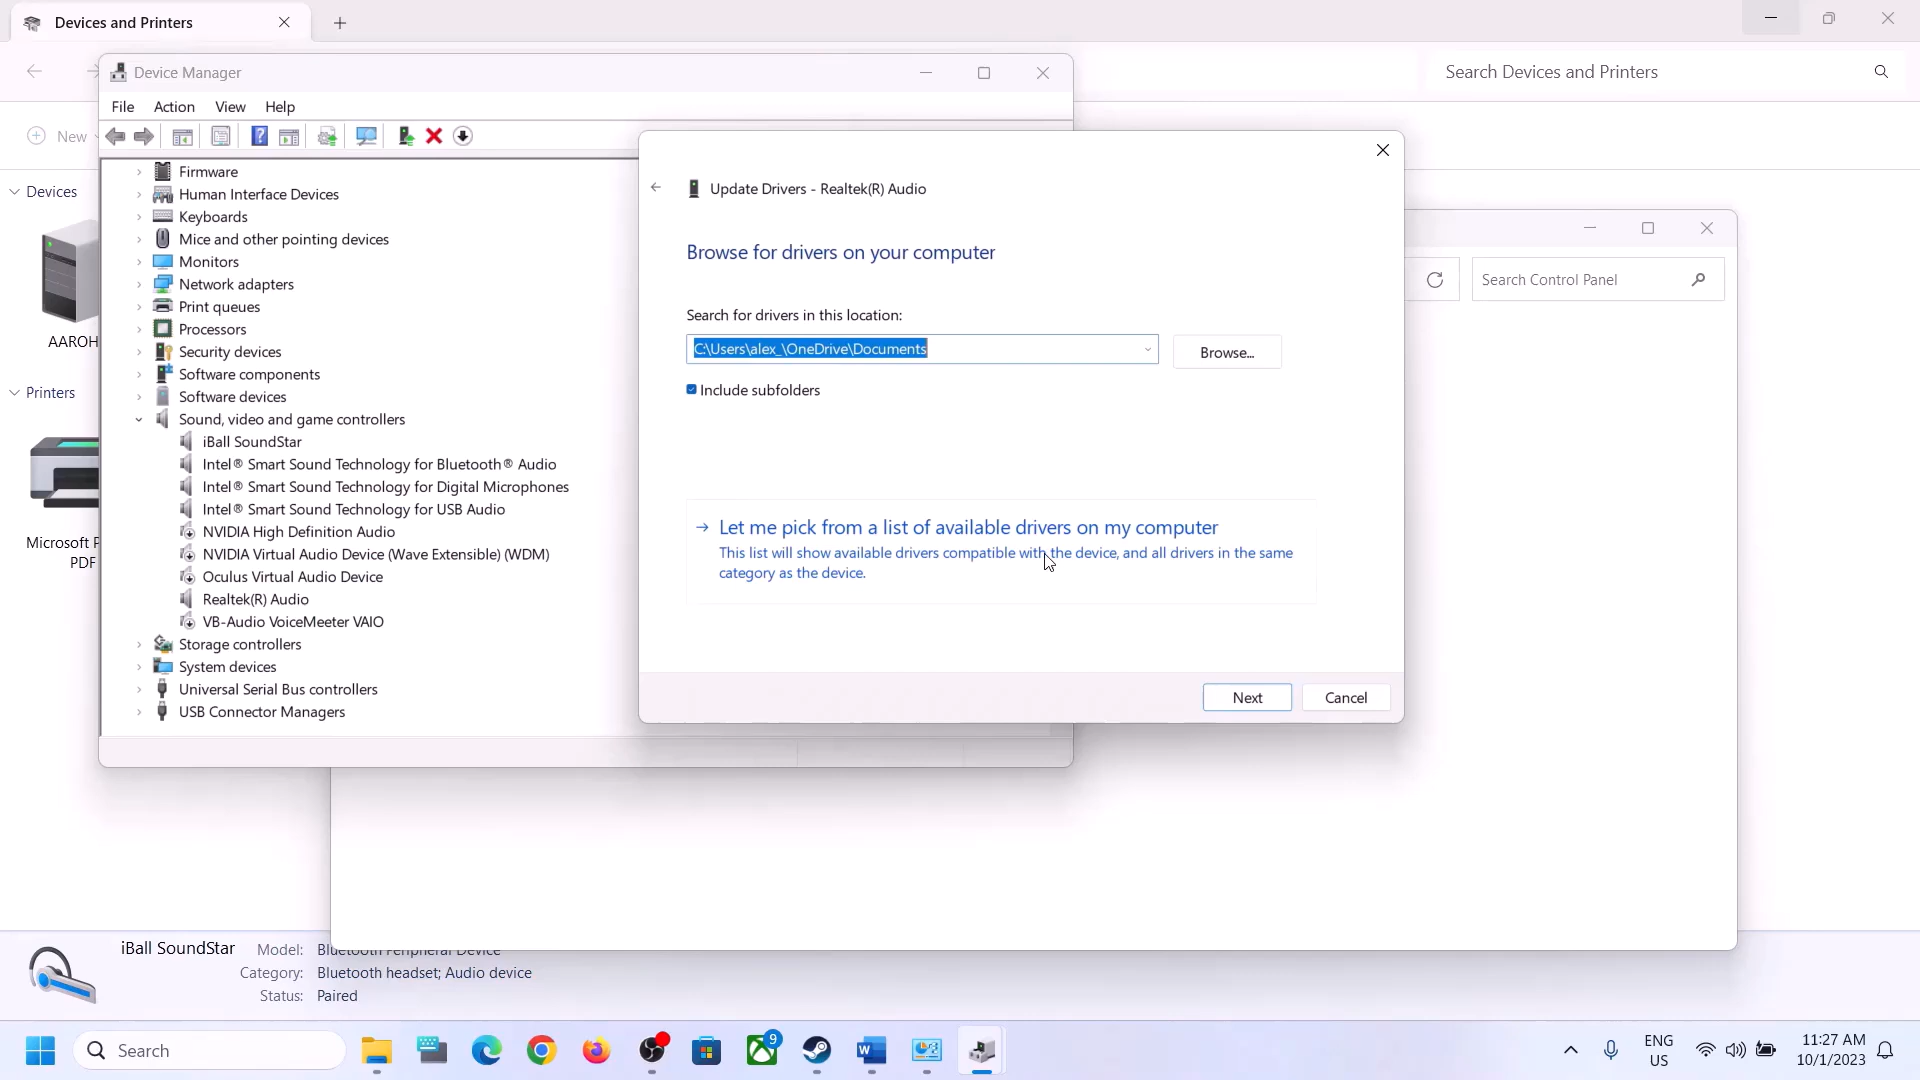 Devices and Printers
Device Manager
Search Devices and Printers
File Action View Help
New
Devices
AAROH
Printers
Microsoft P
PDF
Firmware
Human Interface Devices
Keyboards
Mice and other pointing devices
Monitors
Network adapters
Print queues
Processors
Security devices
Software components
Software devices
Sound, video and game controllers
iBall SoundStar
Intel® Smart Sound Technology for Bluetooth® Audio
Intel® Smart Sound Technology for Digital Microphones
Intel® Smart Sound Technology for USB Audio
NVIDIA High Definition Audio
NVIDIA Virtual Audio Device (Wave Extensible) (WDM)
Oculus Virtual Audio Device
Realtek(R) Audio
VB-Audio VoiceMeeter VAIO
Storage controllers
System devices
Universal Serial Bus controllers
USB Connector Managers
Update Drivers - Realtek(R) Audio
Browse for drivers on your computer
Search for drivers in this location:
C:\Users\alex_\OneDrive\Documents
Browse...
Include subfolders
Let me pick from a list of available drivers on my computer
This list will show available drivers compatible with the device, and all drivers in the same
category as the device.
Next
Cancel
Search Control Panel
iBall SoundStar
Model: Bluetooth Peripheral Device
Category: Bluetooth headset; Audio device
Status: Paired
Search
9
ENG
US
11:27 AM
10/1/2023